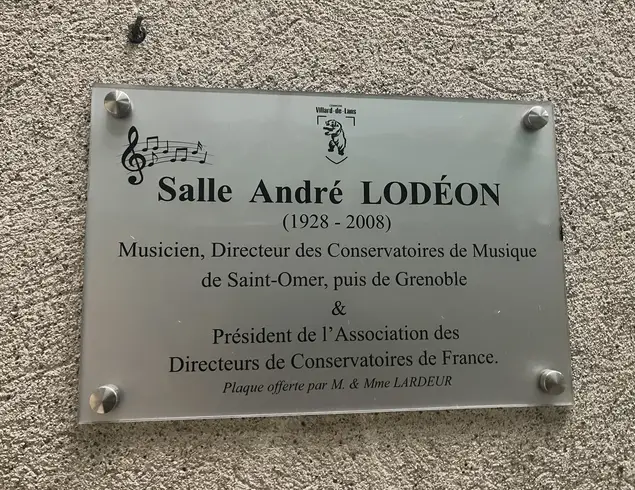 Villard-de-Lans
Salle André LODÉON
(1928 - 2008)
Musicien, Directeur des Conservatoires de Musique
de Saint-Omer, puis de Grenoble
&
Président de l'Association des
Directeurs de Conservatoires de France.
Plaque offerte par M. & Mme LARDEUR